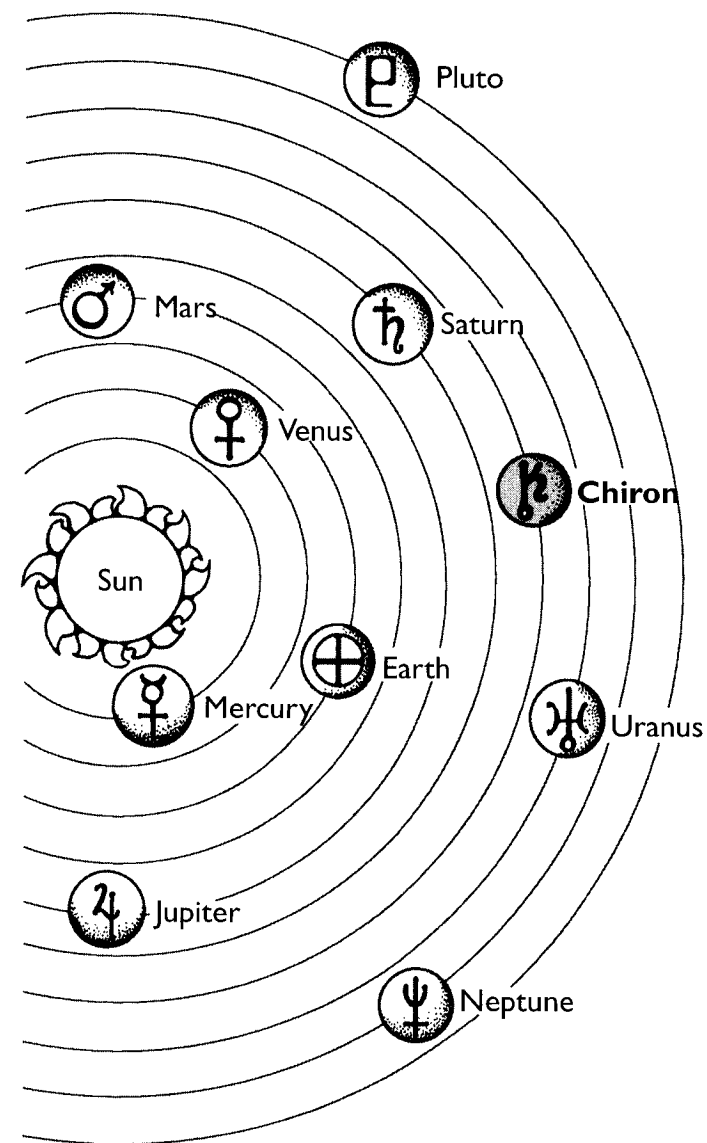 Pluto
Mars
Saturn
Venus
Chiron
Sun
Earth
Mercury
Uranus
Jupiter
Neptune